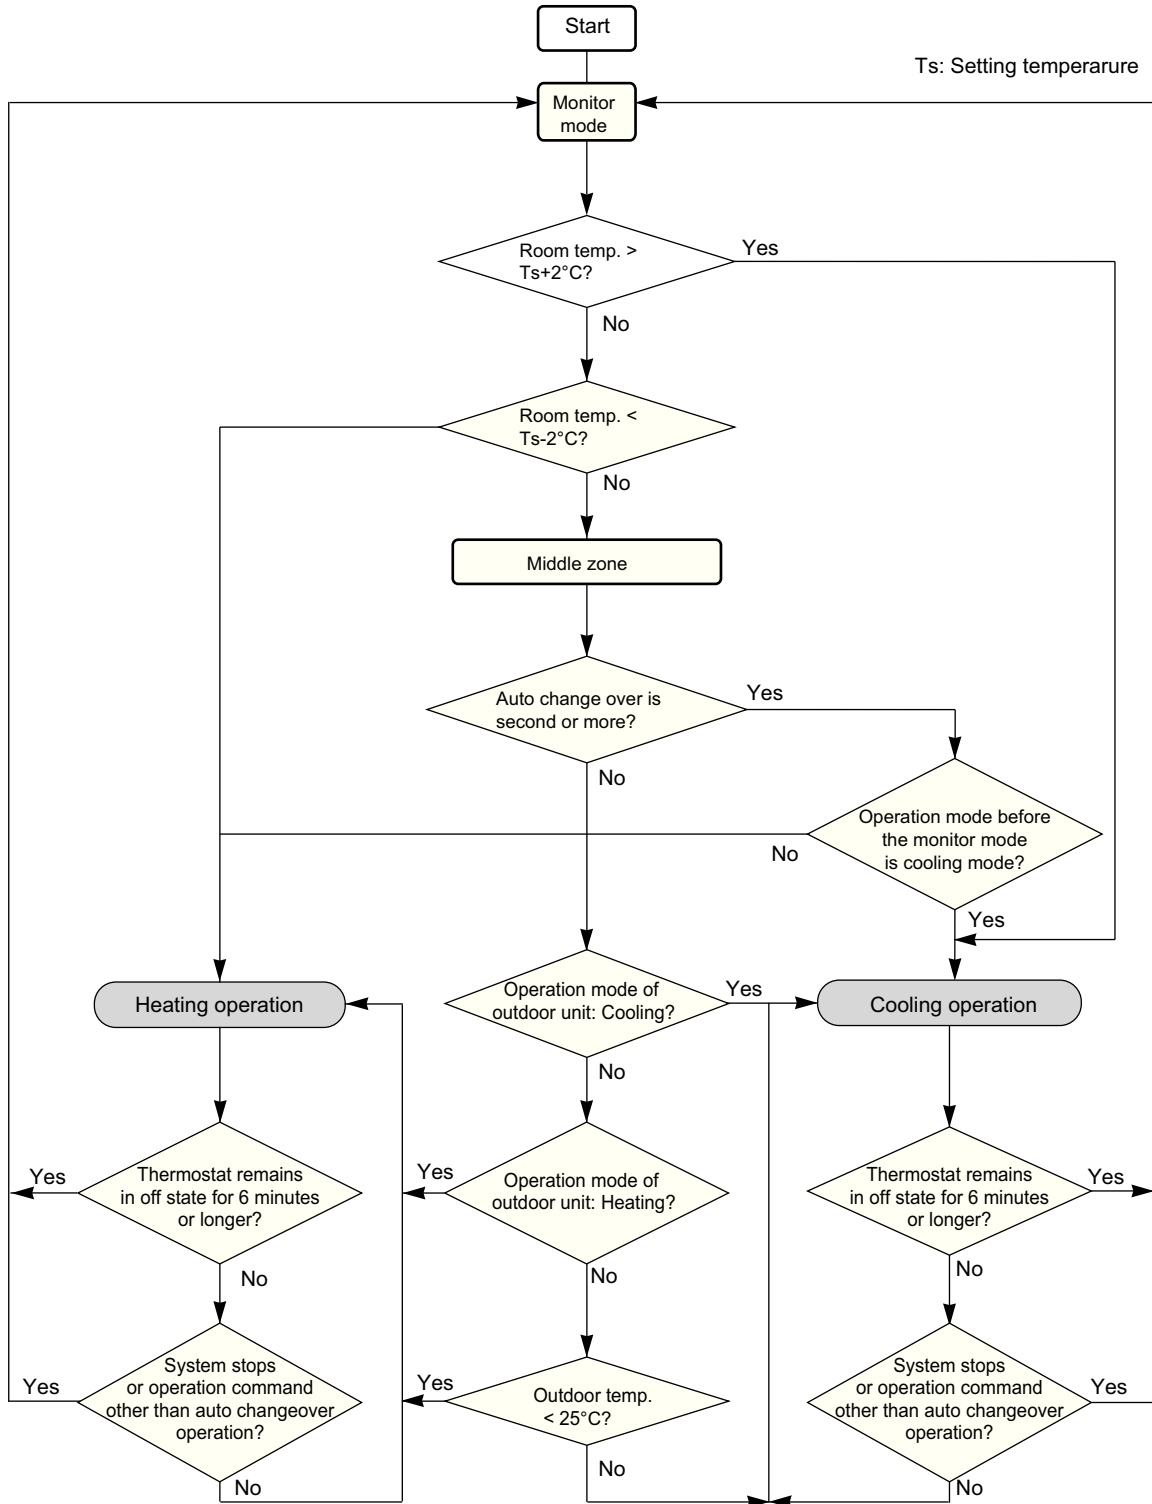 Start
Ts: Setting temperarure
Monitor
mode
Room temp. >
Ts+2°C?
Yes
No
Room temp. <
Ts-2°C?
No
Middle zone
Auto change over is
second or more?
Yes
No
Operation mode before
the monitor mode
is cooling mode?
No
Yes
Heating operation
Operation mode of
outdoor unit: Cooling?
Yes
Cooling operation
No
Yes
Thermostat remains
in off state for 6 minutes
or longer?
Yes
Operation mode of
outdoor unit: Heating?
Thermostat remains
in off state for 6 minutes
or longer?
Yes
No
No
No
Yes
System stops
or operation command
other than auto changeover
operation?
Yes
Outdoor temp.
< 25°C?
System stops
or operation command
other than auto changeover
operation?
Yes
No
No
No